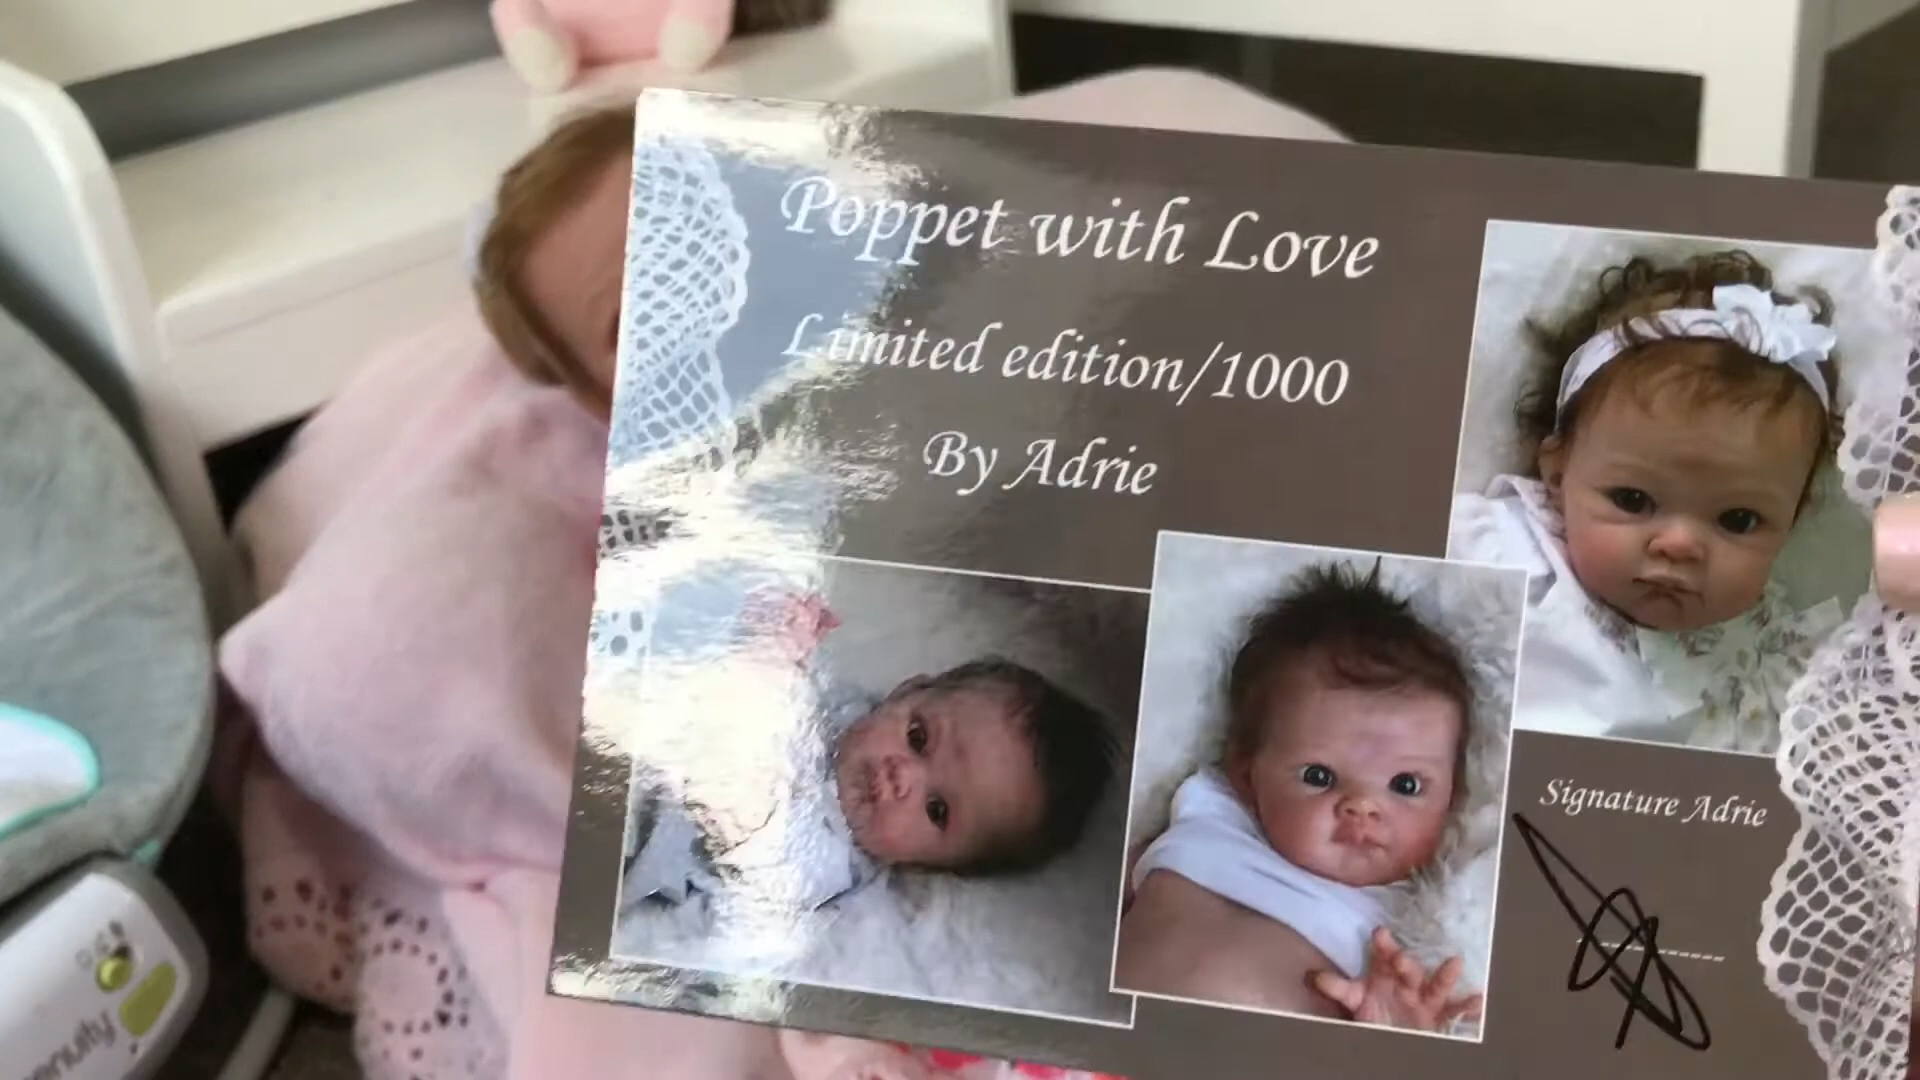 Poppet with Love
Limited edition/1000
By Adrie
Signature Adrie